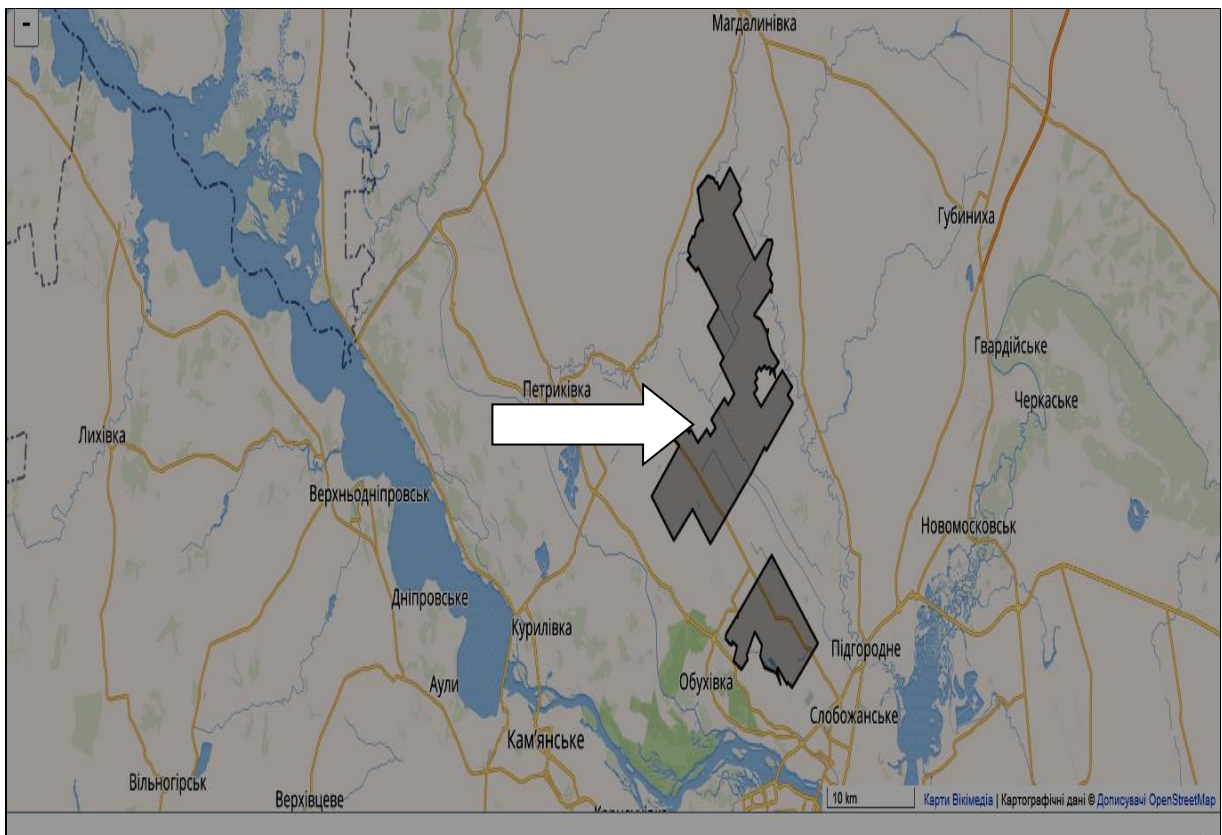 -
Магдалинівка
Губиниха
Гвардійське
Петриківка
Черкаське
Лихівка
Верхньодніпровськ
Новомосковськ
Дніпровське
Курилівка
Підгородне
Аули
Обухівка
Слобожанське
Кам'янське
Вільногірськ
Верхівцеве
10 km
Карти Вікімедіа | Картографічні дані © Дописувачі OpenStreetMap